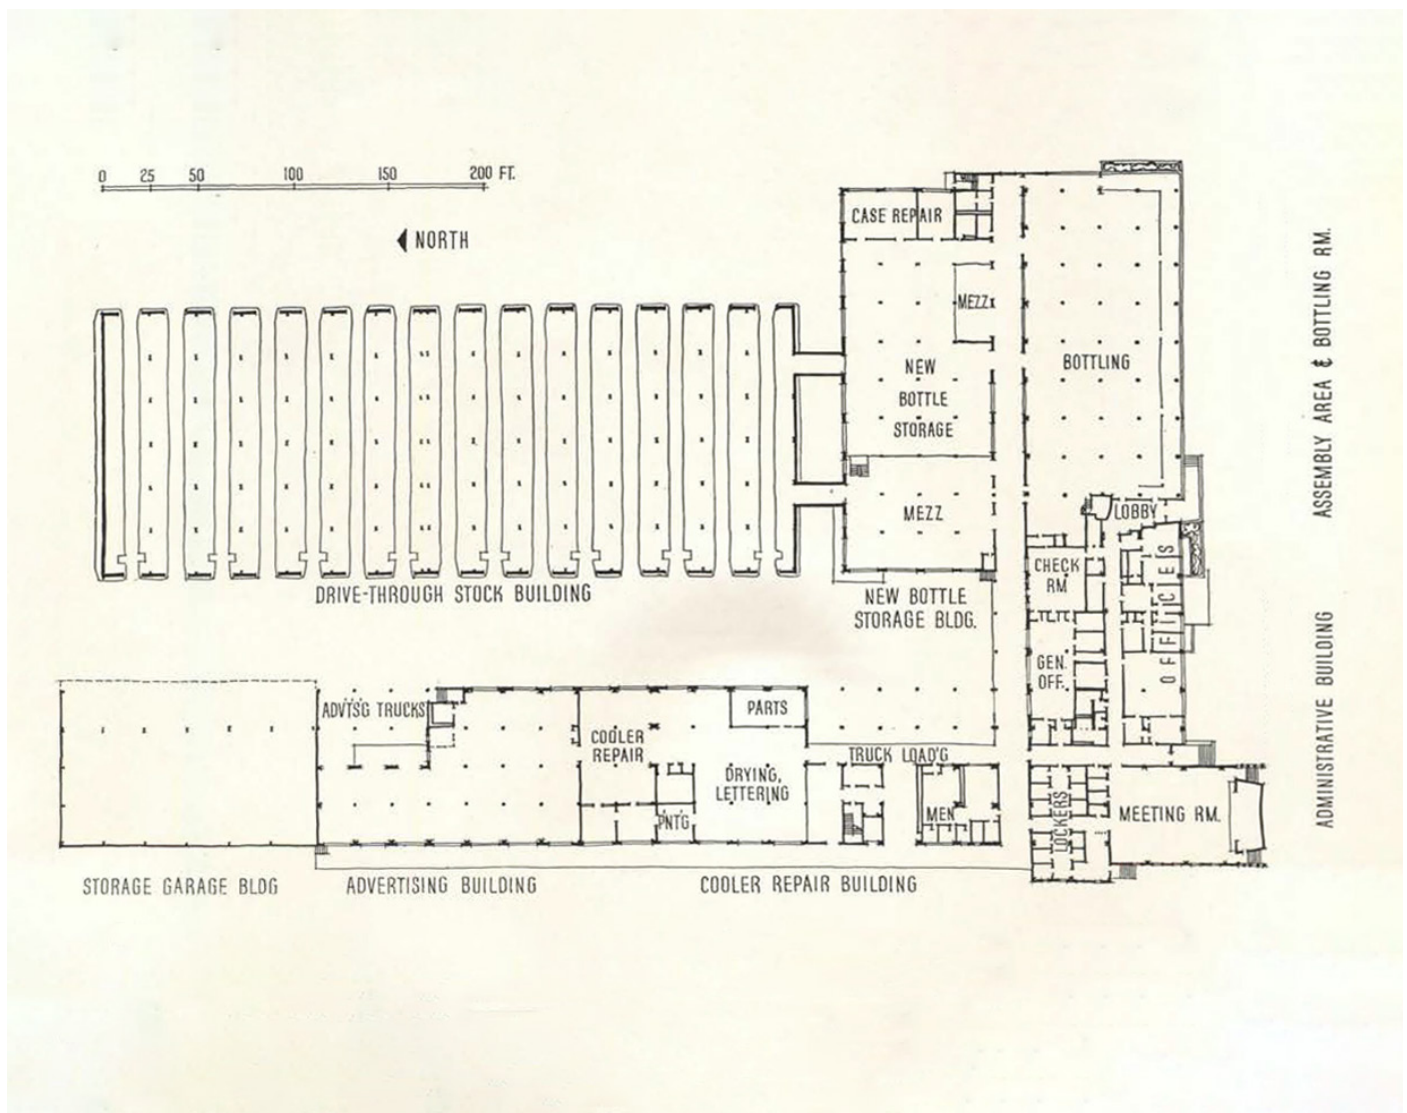 0 25 50 100 150 200 FT.
NORTH
CASE REPAIR
MEZZ
NEW
BOTTLE
STORAGE
BOTTLING
MEZZ
LOBBY
CHECK
RM
OFFICES
GEN.
OFF.
DRIVE-THROUGH STOCK BUILDING
NEW BOTTLE
STORAGE BLDG.
ADVTS'G TRUCKS
COOLER
REPAIR
PARTS
DRYING,
LETTERING
PNT'G
TRUCK LOAD'G
MEN
LOCKERS
MEETING RM.
STORAGE GARAGE BLDG
ADVERTISING BUILDING
COOLER REPAIR BUILDING
ASSEMBLY AREA & BOTTLING RM.
ADMINISTRATIVE BUILDING